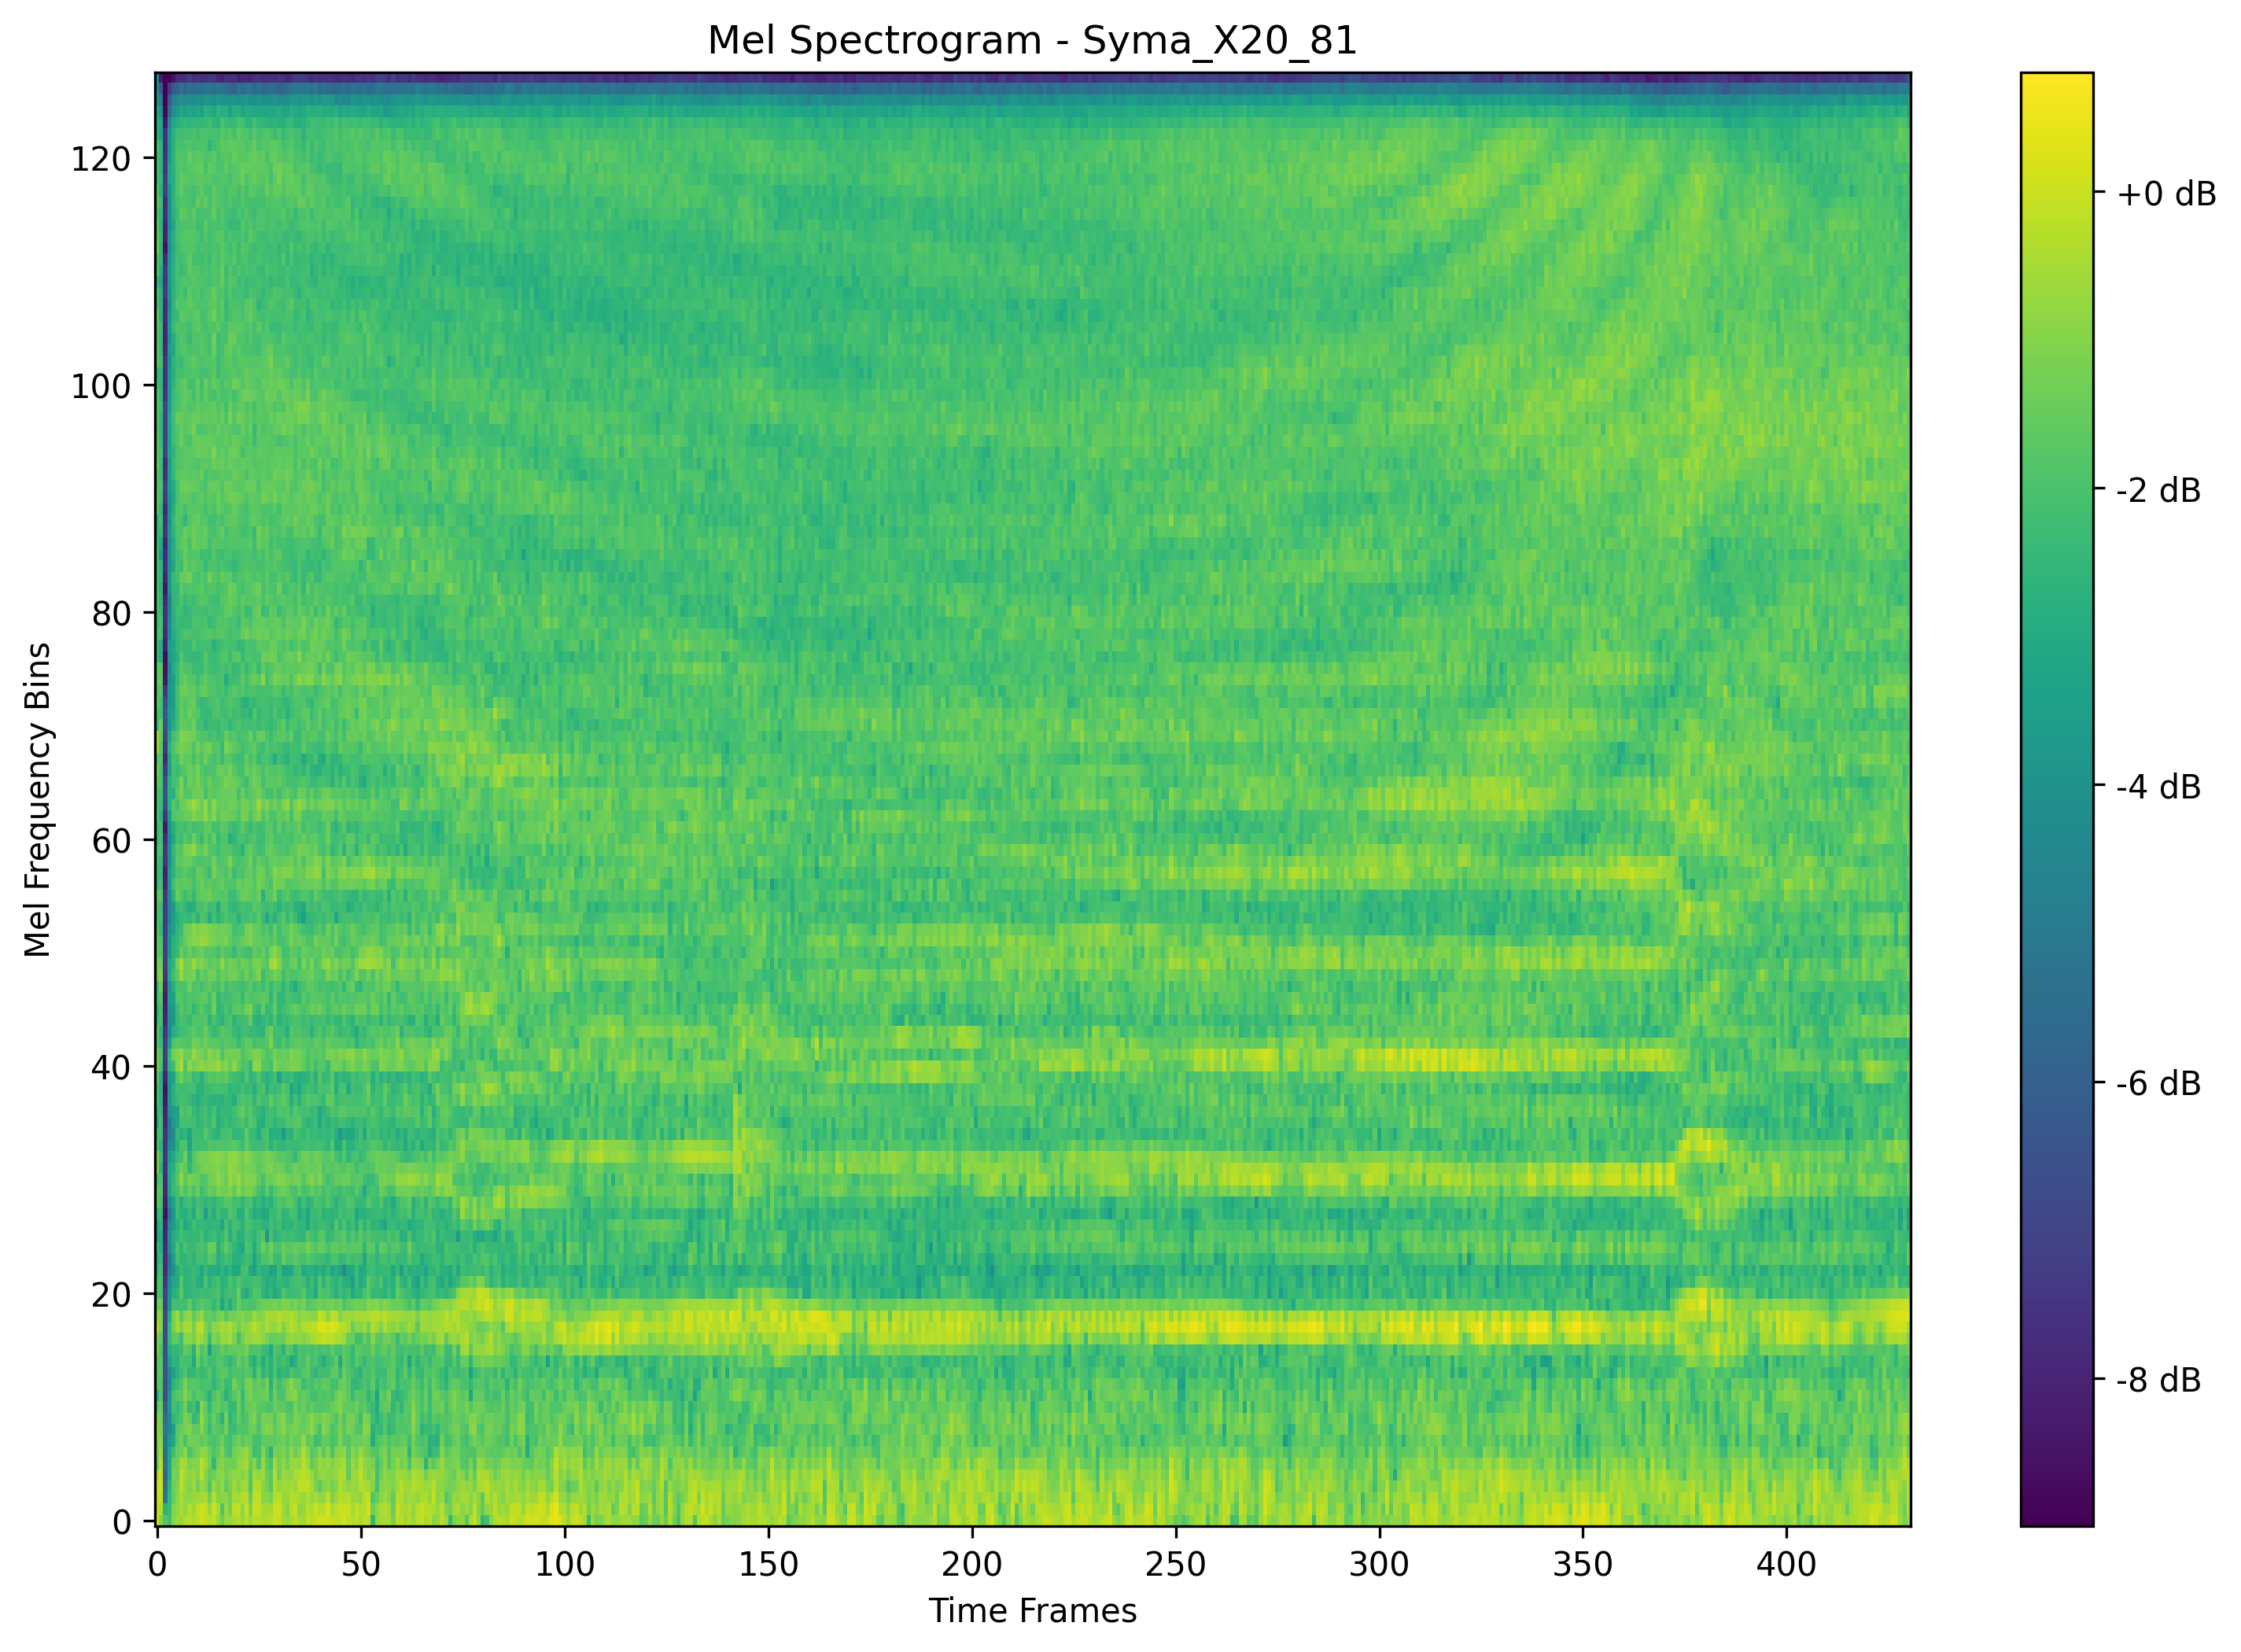 Mel Spectrogram - Syma_X20_81
Mel Frequency Bins
120
100
80
60
40
20
0
0 50 100 150 200 250 300 350 400
Time Frames
+0 dB
-2 dB
-4 dB
-6 dB
-8 dB